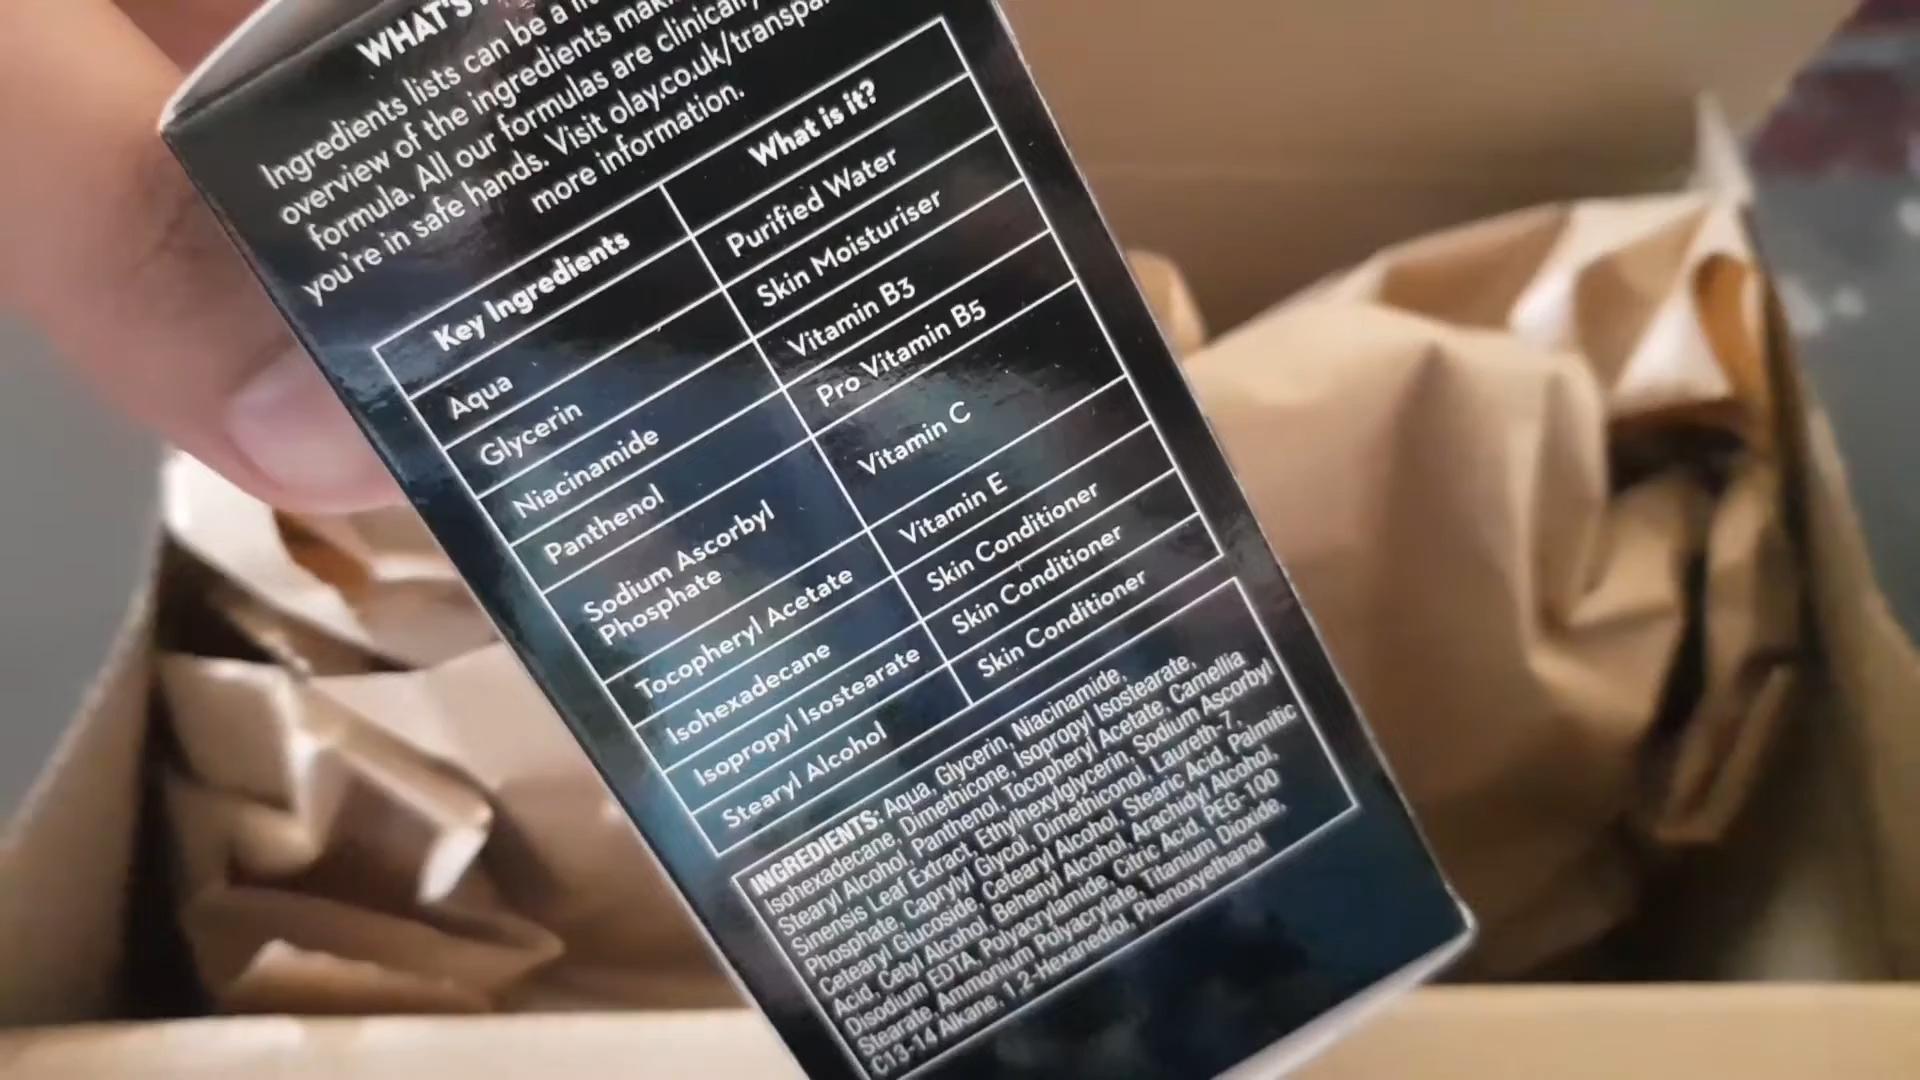 WHAT'S
Ingredients lists can be a
overview of the ingredients
formula. All our formulas are clinically
you're in safe hands. Visit olay.co.uk/
more information.
Key Ingredients What is it?
Aqua Purified Water
Glycerin Skin Moisturiser
Niacinamide Vitamin B3
Panthenol Pro Vitamin B5
Sodium Ascorbyl
Phosphate Vitamin C
Tocopheryl Acetate Vitamin E
Isohexadecane Skin Conditioner
Isopropyl Isostearate Skin Conditioner
Stearyl Alcohol Skin Conditioner
INGREDIENTS: Aqua, Glycerin, Niacinamide,
Isohexadecane, Dimethicone, Isopropyl Isostearate,
Stearyl Alcohol, Panthenol, Tocopheryl Acetate, Camellia
Sinensis Leaf Extract, Ethylhexylglycerin, Sodium Ascorbyl
Phosphate, Caprylyl Glycol, Dimethiconol, Laureth-7,
Cetearyl Glucoside, Cetearyl Alcohol, Stearic Acid, Palmitic
Acid, Cetyl Alcohol, Behenyl Alcohol, Arachidyl Alcohol,
Disodium EDTA, Polyacrylamide, Citric Acid, PEG-100
Stearate, Ammonium Polyacrylate, Titanium Dioxide,
C13-14 Alkane, 1,2-Hexanediol, Phenoxyethanol